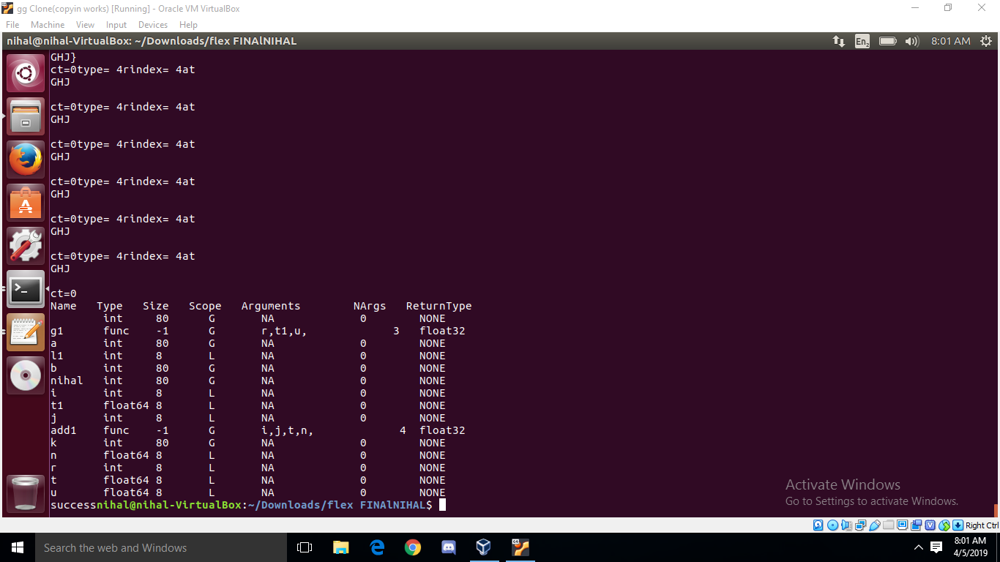 gg Clone(copyin works) [Running] - Oracle VM VirtualBox
File Machine View Input Devices Help
nihal@nihal-VirtualBox: ~/Downloads/flex FINAlNIHAL
En2 8:01 AM
GHJ}
ct=0type= 4rindex= 4at
GHJ
ct=0type= 4rindex= 4at
GHJ
ct=0type= 4rindex= 4at
GHJ
ct=0type= 4rindex= 4at
GHJ
ct=0type= 4rindex= 4at
GHJ
ct=0type= 4rindex= 4at
GHJ
ct=0
Name Type Size Scope Arguments NArgs ReturnType
int 80 G NA 0 NONE
g1 func -1 G r,t1,u, 3 float32
a int 80 G NA 0 NONE
l1 int 8 L NA 0 NONE
b int 80 G NA 0 NONE
nihal int 80 G NA 0 NONE
i int 8 L NA 0 NONE
t1 float64 8 L NA 0 NONE
j int 8 L NA 0 NONE
add1 func -1 G i,j,t,n, 4 float32
k int 80 G NA 0 NONE
n float64 8 L NA 0 NONE
r int 8 L NA 0 NONE
t float64 8 L NA 0 NONE
u float64 8 L NA 0 NONE
successnihal@nihal-VirtualBox:~/Downloads/flex FINAlNIHAL$
Activate Windows
Go to Settings to activate Windows.
Right Ctrl
Search the web and Windows
8:01 AM
4/5/2019